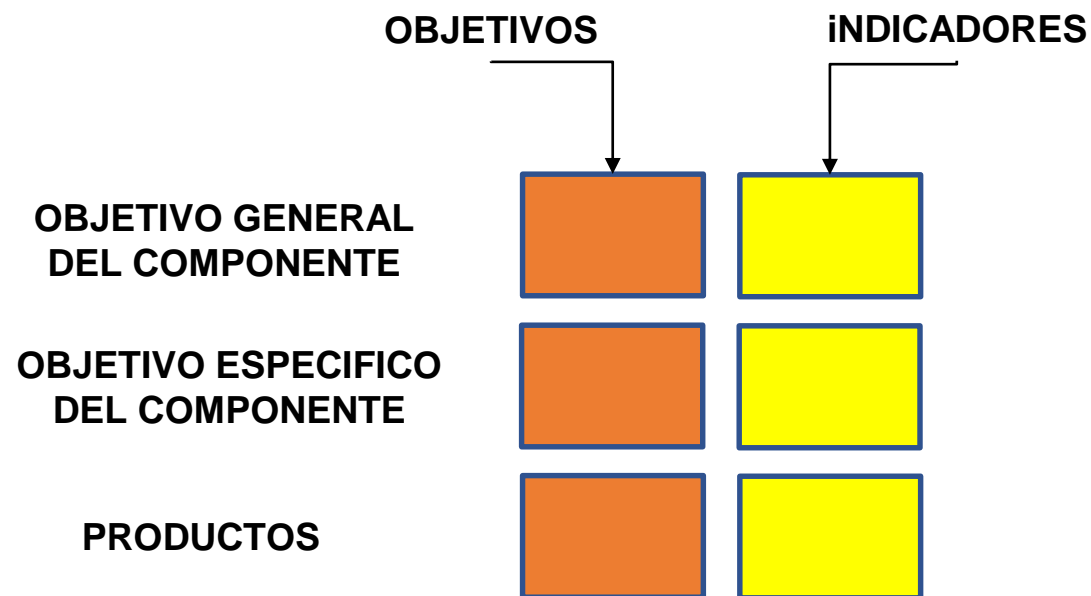 OBJETIVOS
iNDICADORES
OBJETIVO GENERAL
DEL COMPONENTE
OBJETIVO ESPECIFICO
DEL COMPONENTE
PRODUCTOS